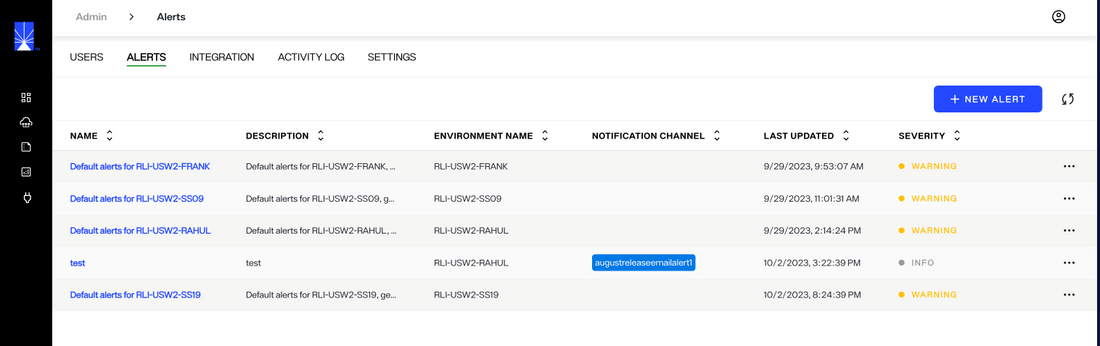 Admin > Alerts
USERS ALERTS INTEGRATION ACTIVITY LOG SETTINGS
+ NEW ALERT
NAME DESCRIPTION ENVIRONMENT NAME NOTIFICATION CHANNEL LAST UPDATED SEVERITY
Default alerts for RLI-USW2-FRANK Default alerts for RLI-USW2-FRANK, ... RLI-USW2-FRANK 9/29/2023, 9:53:07 AM WARNING ...
Default alerts for RLI-USW2-SS09 Default alerts for RLI-USW2-SS09, g... RLI-USW2-SS09 9/29/2023, 11:01:31 AM WARNING ...
Default alerts for RLI-USW2-RAHUL Default alerts for RLI-USW2-RAHUL, ... RLI-USW2-RAHUL 9/29/2023, 2:14:24 PM WARNING ...
test test RLI-USW2-RAHUL augustreleaseemailalert1 10/2/2023, 3:22:39 PM INFO ...
Default alerts for RLI-USW2-SS19 Default alerts for RLI-USW2-SS19, ge... RLI-USW2-SS19 10/2/2023, 8:24:39 PM WARNING ...